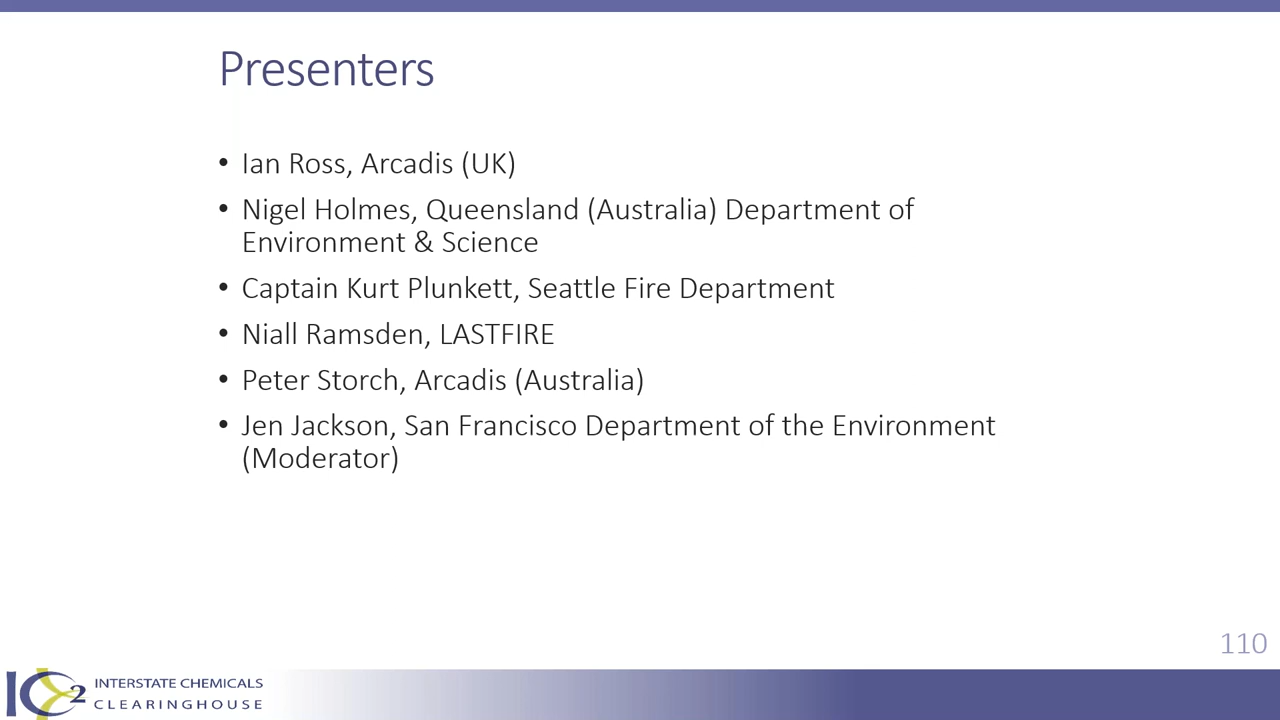 Presenters
• Ian Ross, Arcadis (UK)
• Nigel Holmes, Queensland (Australia) Department of
Environment & Science
• Captain Kurt Plunkett, Seattle Fire Department
• Niall Ramsden, LASTFIRE
• Peter Storch, Arcadis (Australia)
• Jen Jackson, San Francisco Department of the Environment
(Moderator)
110
IC2 INTERSTATE CHEMICALS
CLEARINGHOUSE